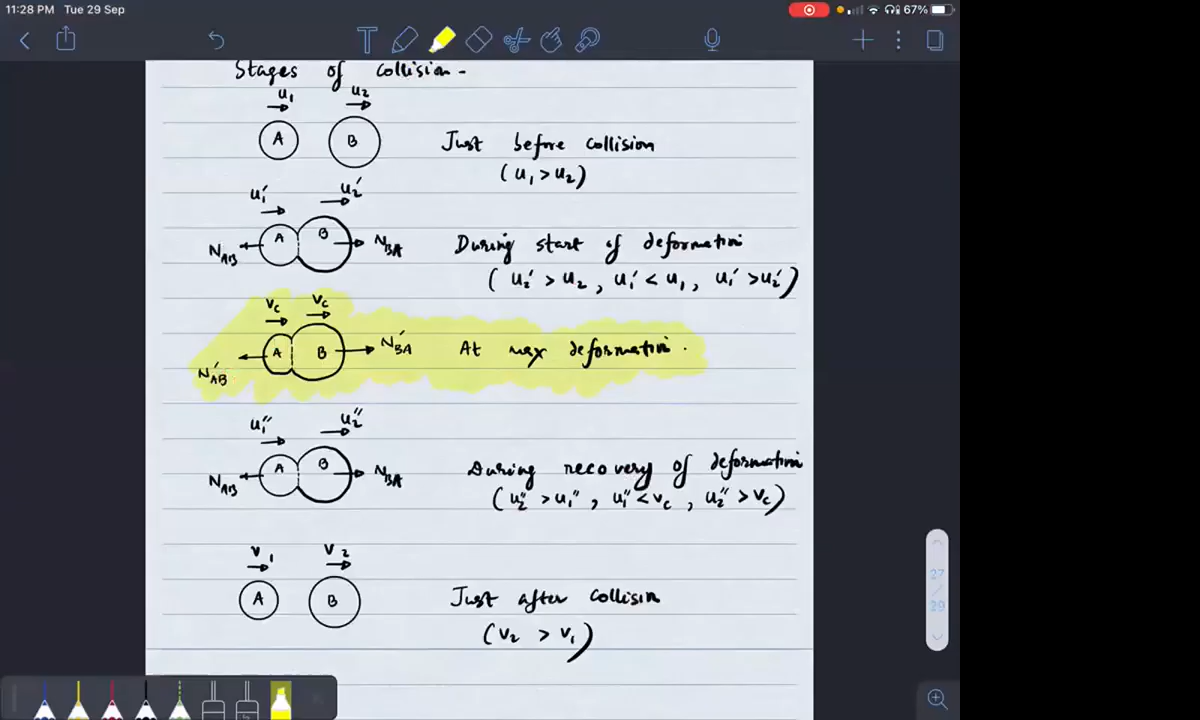 11:28 PM Tue 29 Sep
67%
Stages of collision -
u1 u2
A B
Just before collision
(u1 > u2)
u1' u2'
NAB A B NBA
During start of deformation
(u2' > u2, u1' < u1, u1' > u2')
vc vc
N'AB A B N'BA
At max deformation.
u1'' u2''
NAB A B NBA
During recovery of deformation
(u2'' > u1'', u1'' < vc, u2'' > vc)
v1 v2
A B
Just after collision
(v2 > v1)
27
29